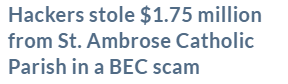 Hackers stole $1.75 million
from St. Ambrose Catholic
Parish in a BEC scam